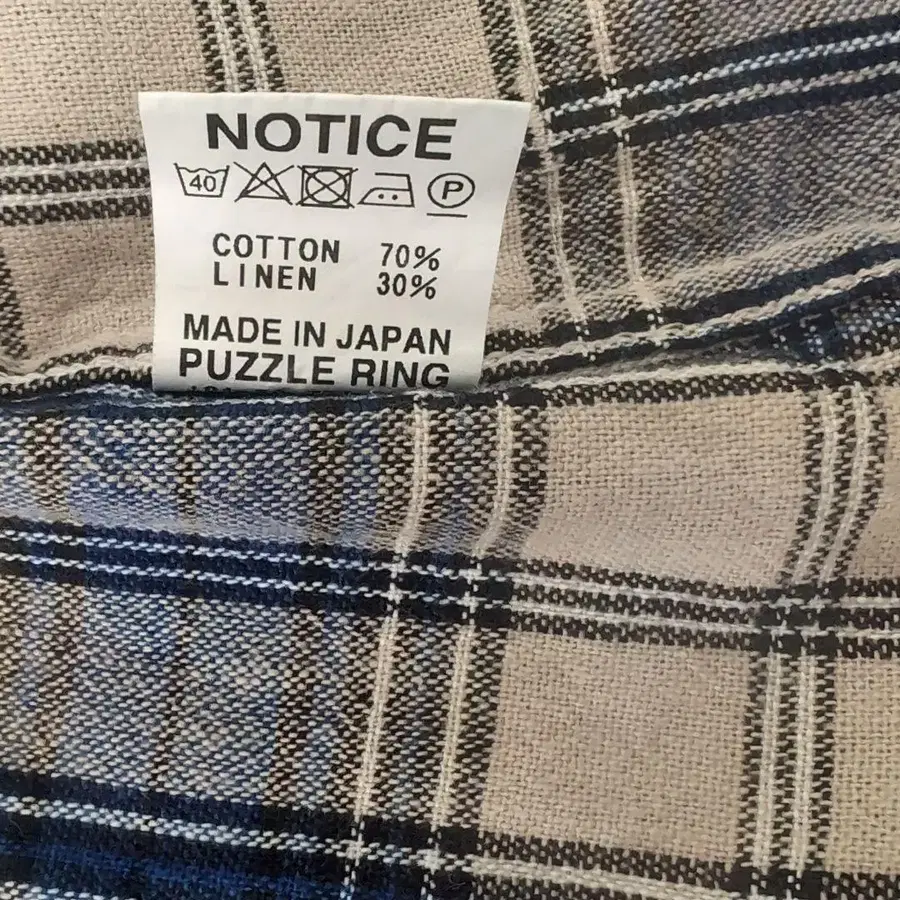 NOTICE
40 P
COTTON 70%
LINEN 30%
MADE IN JAPAN
PUZZLE RING